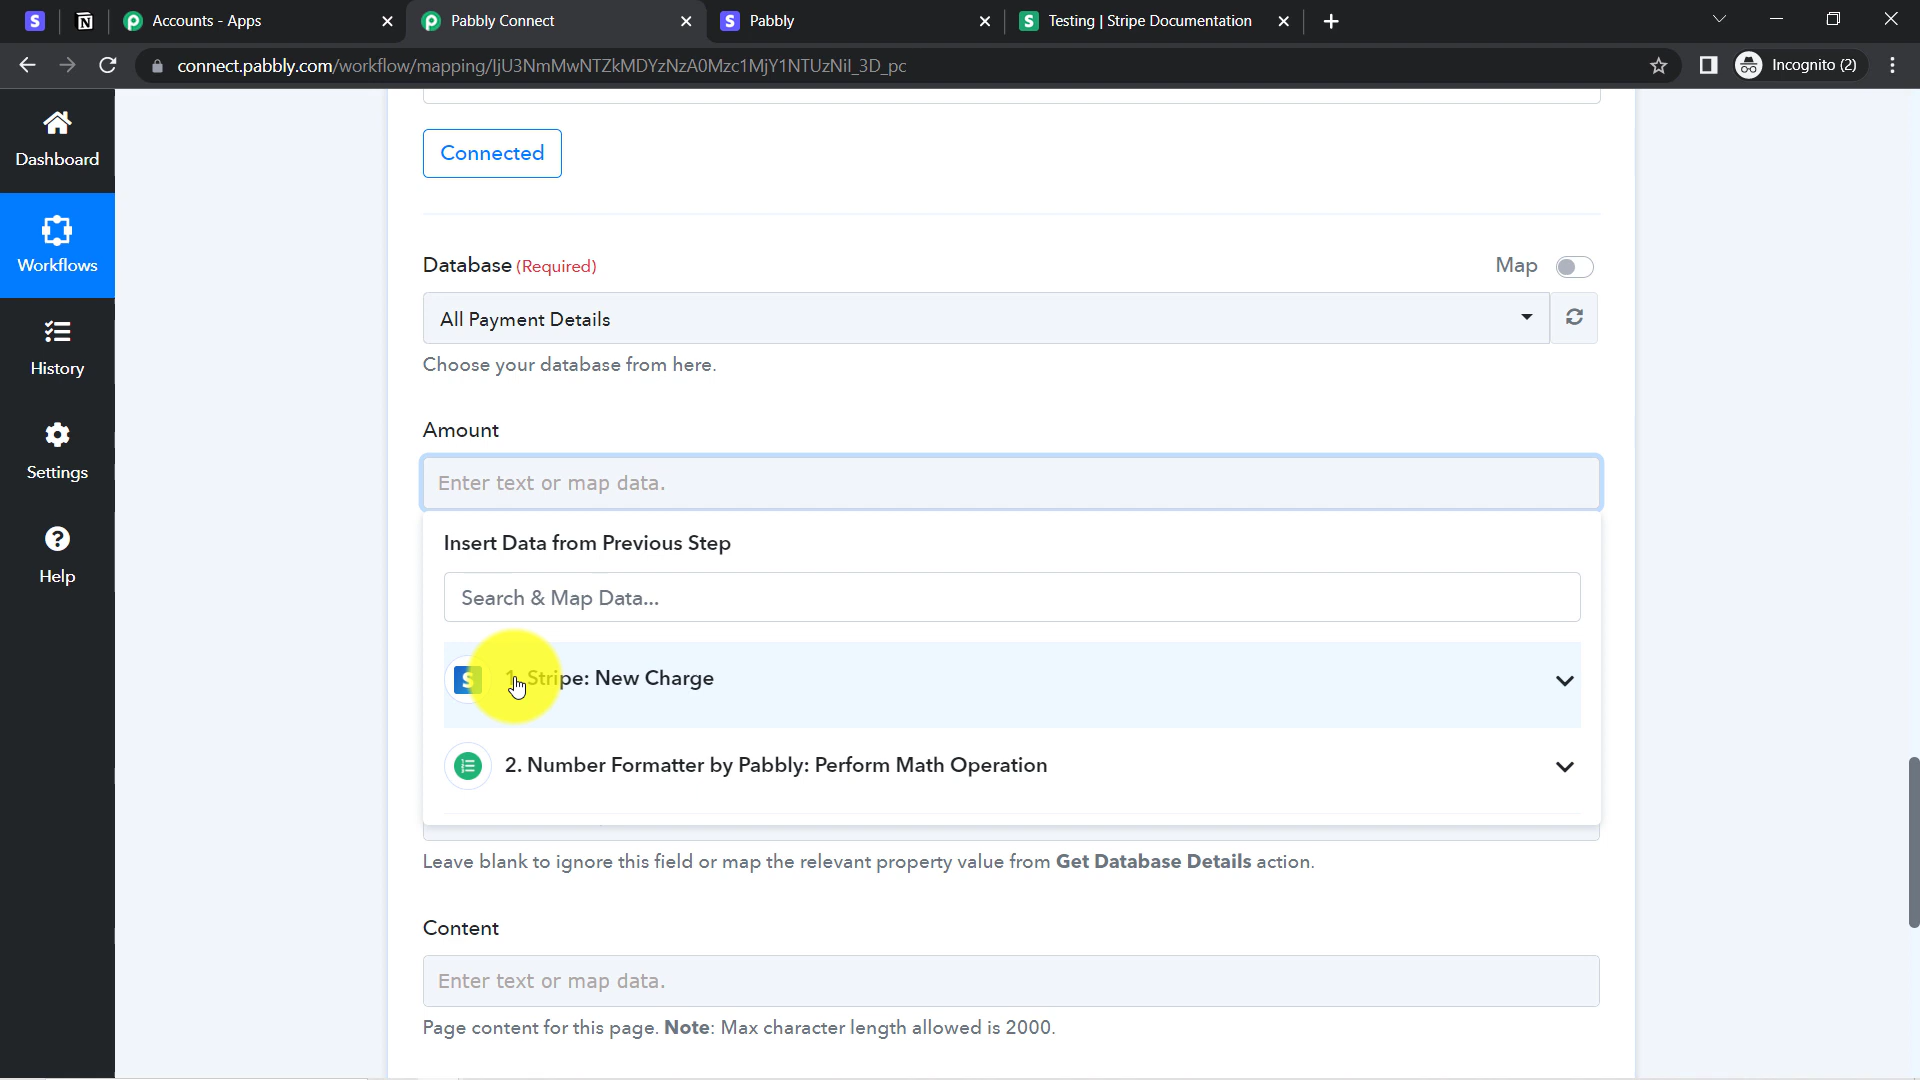 Accounts - Apps
Pabbly Connect
Pabbly
Testing | Stripe Documentation
connect.pabbly.com/workflow/mapping/IjU3NmMwNTZkMDYzNzA0Mzc1MjY1NTUzNiI_3D_pc
Incognito (2)
Dashboard
Workflows
History
Settings
Help
Connected
Database (Required)
Map
All Payment Details
Choose your database from here.
Amount
Enter text or map data.
Insert Data from Previous Step
Search & Map Data...
1. Stripe: New Charge
2. Number Formatter by Pabbly: Perform Math Operation
Leave blank to ignore this field or map the relevant property value from Get Database Details action.
Content
Enter text or map data.
Page content for this page. Note: Max character length allowed is 2000.